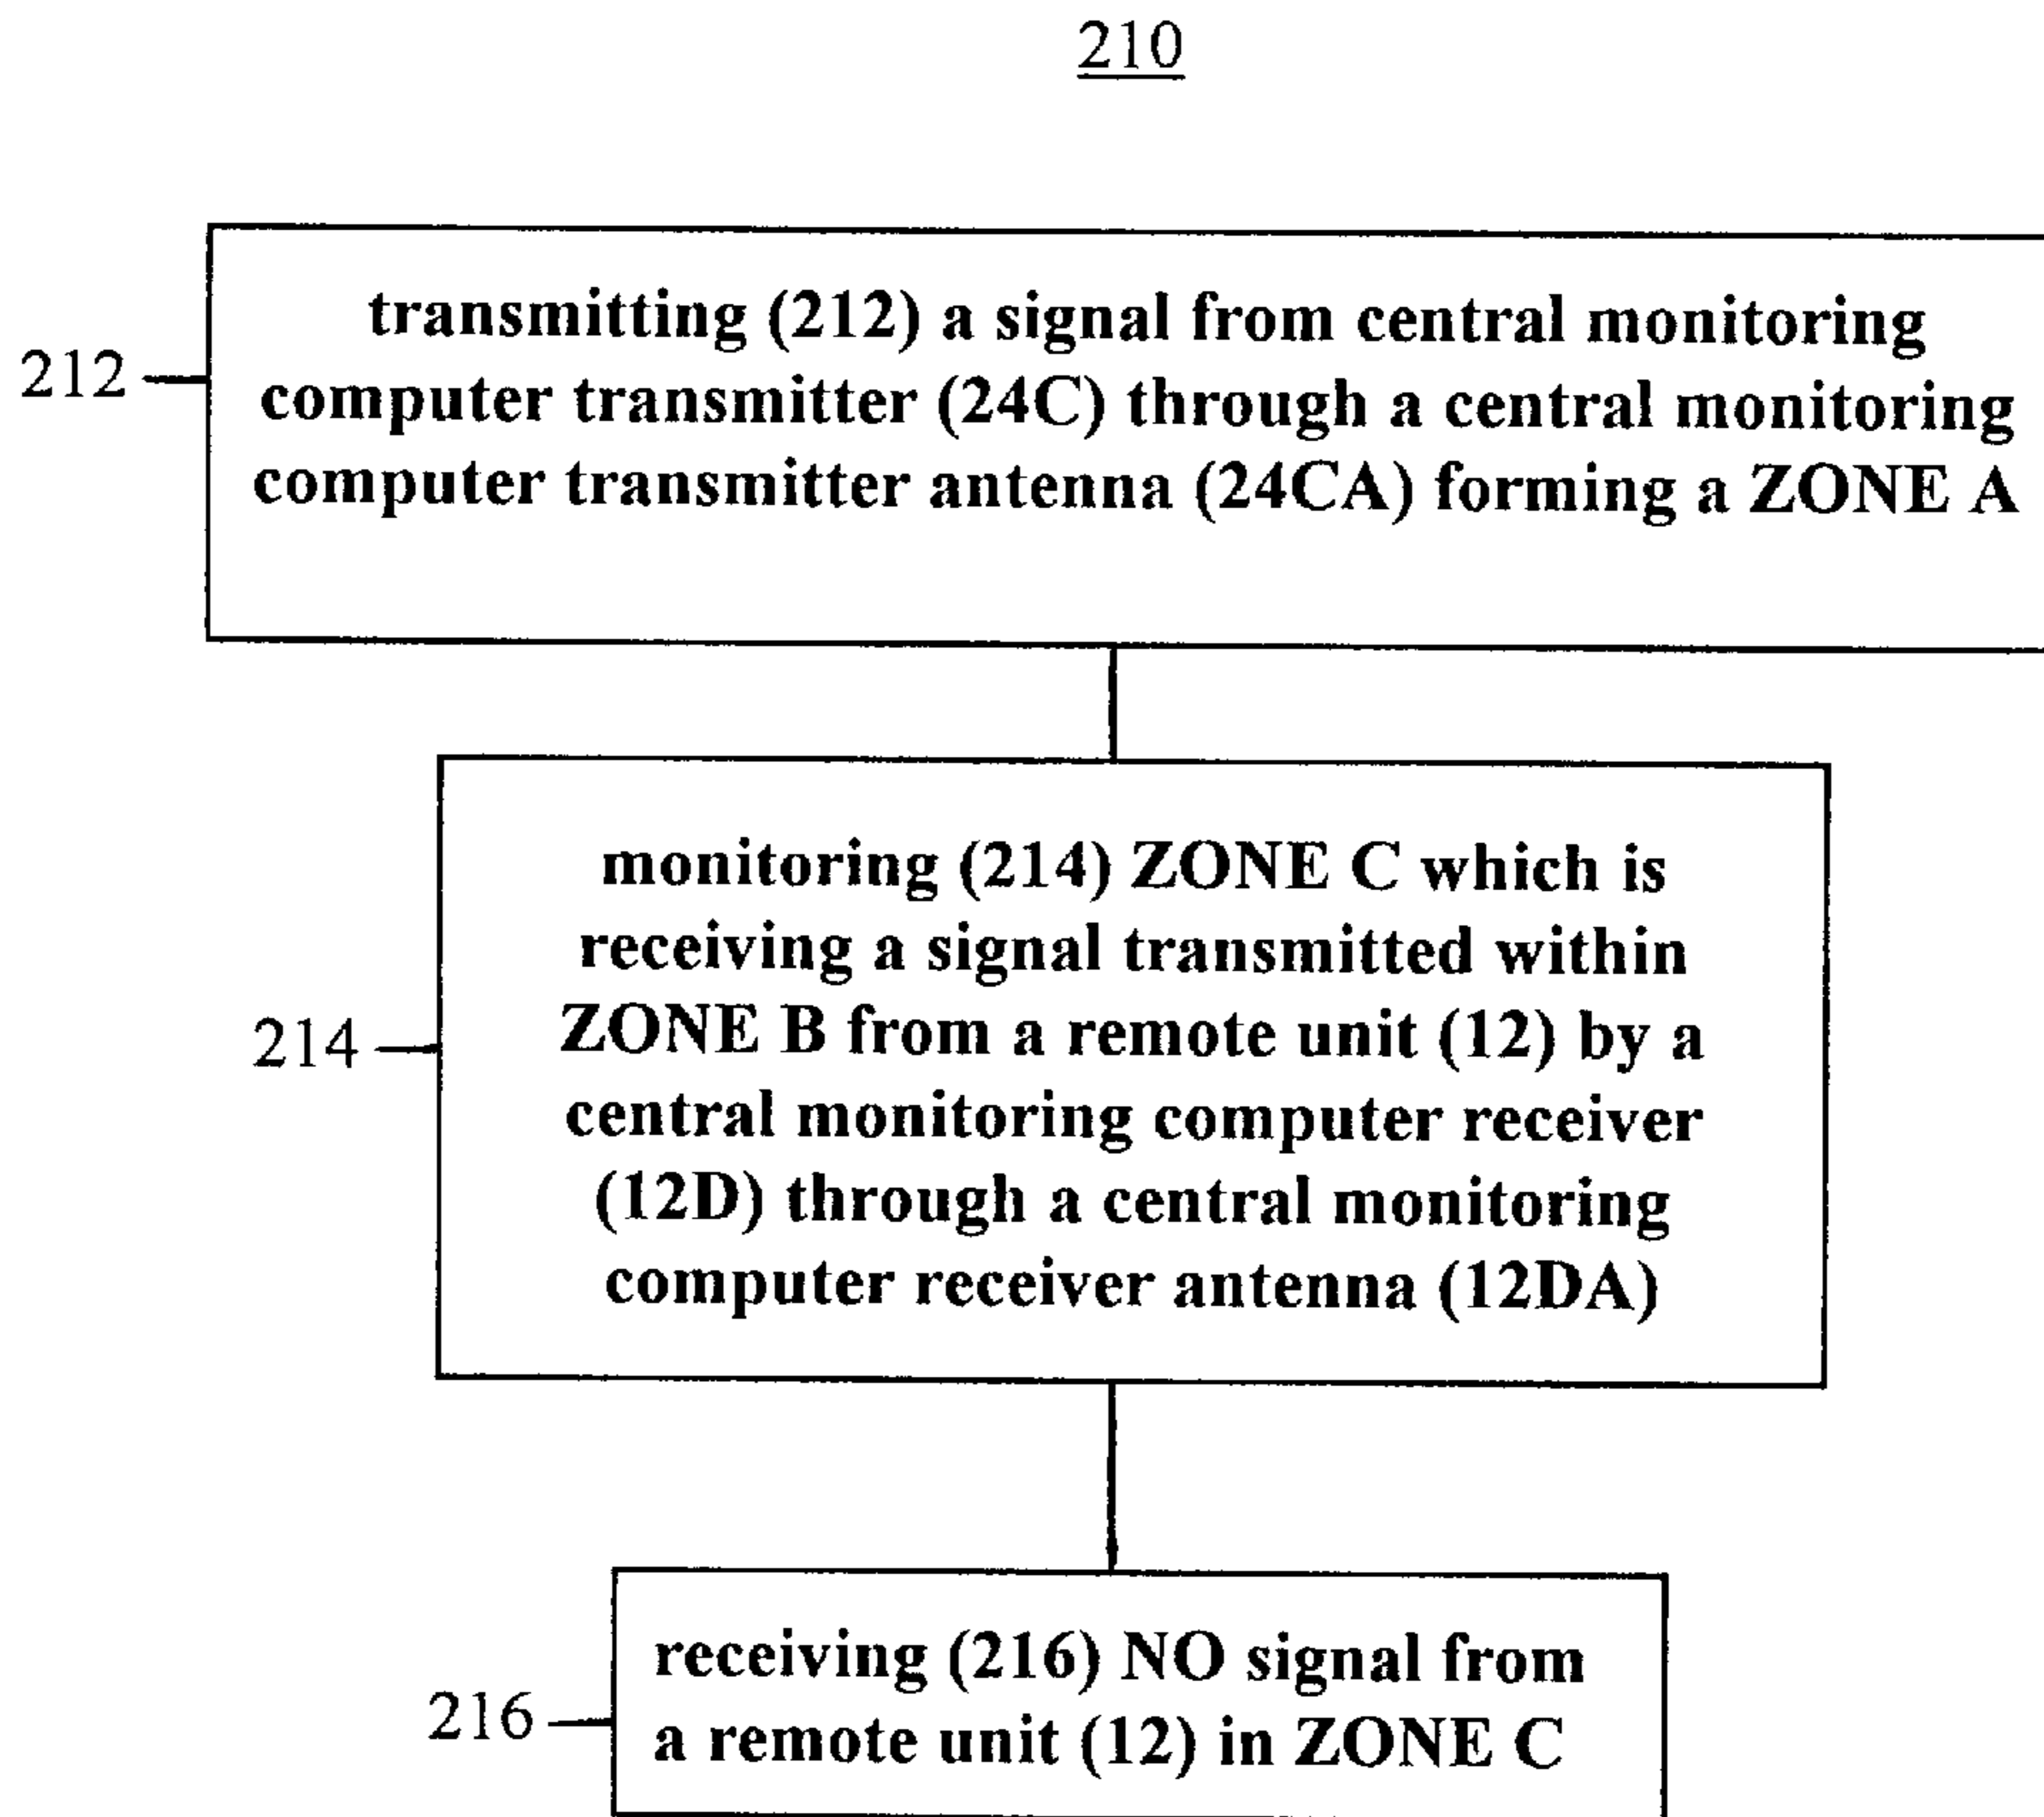 210
212
transmitting (212) a signal from central monitoring
computer transmitter (24C) through a central monitoring
computer transmitter antenna (24CA) forming a ZONE A
214
monitoring (214) ZONE C which is
receiving a signal transmitted within
ZONE B from a remote unit (12) by a
central monitoring computer receiver
(12D) through a central monitoring
computer receiver antenna (12DA)
216
receiving (216) NO signal from
a remote unit (12) in ZONE C